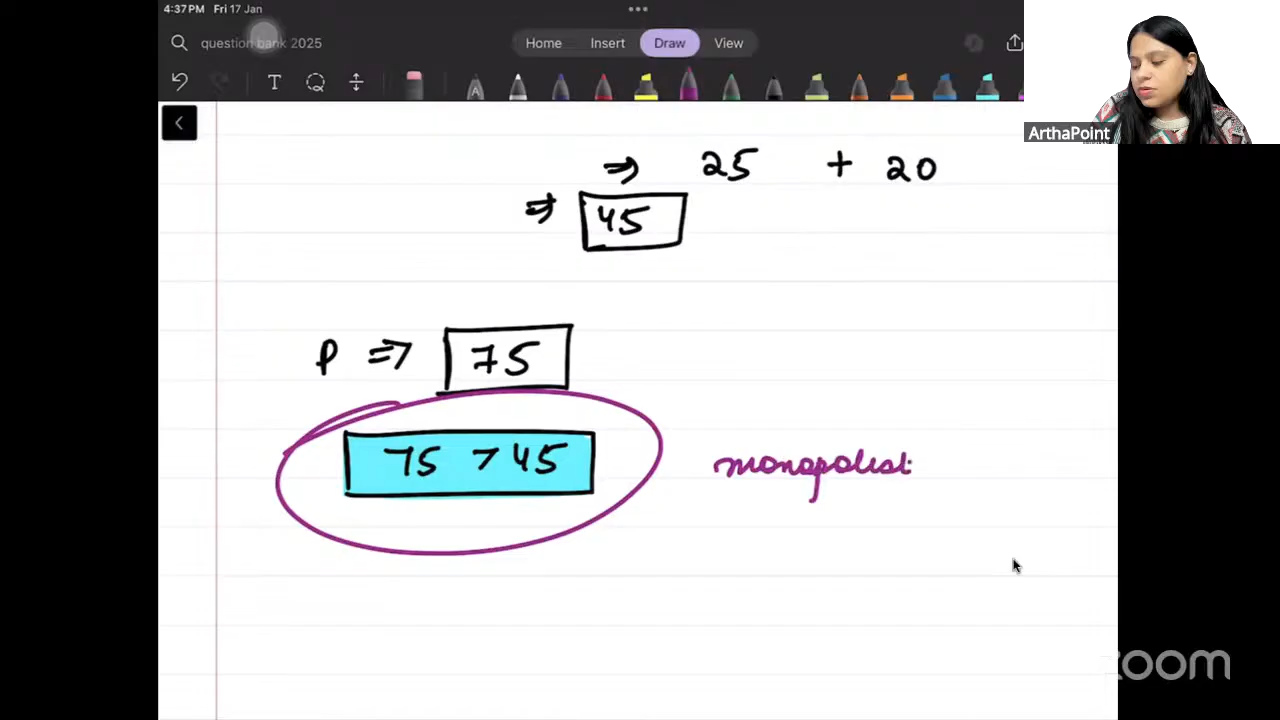 4:37PM Fri 17 Jan
question bank 2025
Home Insert Draw View
T
A
ArthaPoint
⇒ 25 + 20
⇒ 45
P ⇒ 75
75 > 45
monopolist
zoom